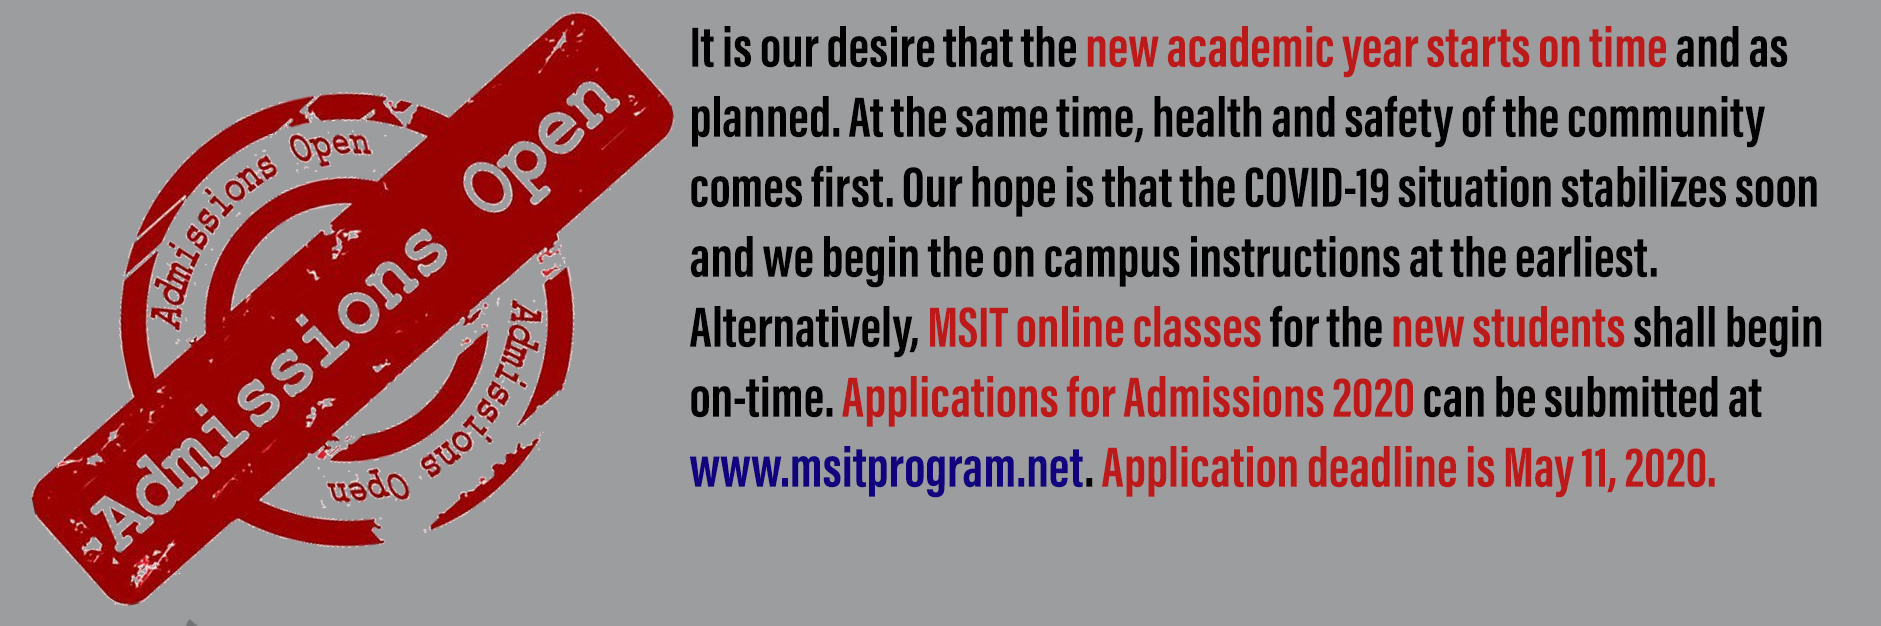 Admissions Open
Admissions Open
Admissions Open
It is our desire that the new academic year starts on time and as
planned. At the same time, health and safety of the community
comes first. Our hope is that the COVID-19 situation stabilizes soon
and we begin the on campus instructions at the earliest.
Alternatively, MSIT online classes for the new students shall begin
on-time. Applications for Admissions 2020 can be submitted at
www.msitprogram.net. Application deadline is May 11, 2020.